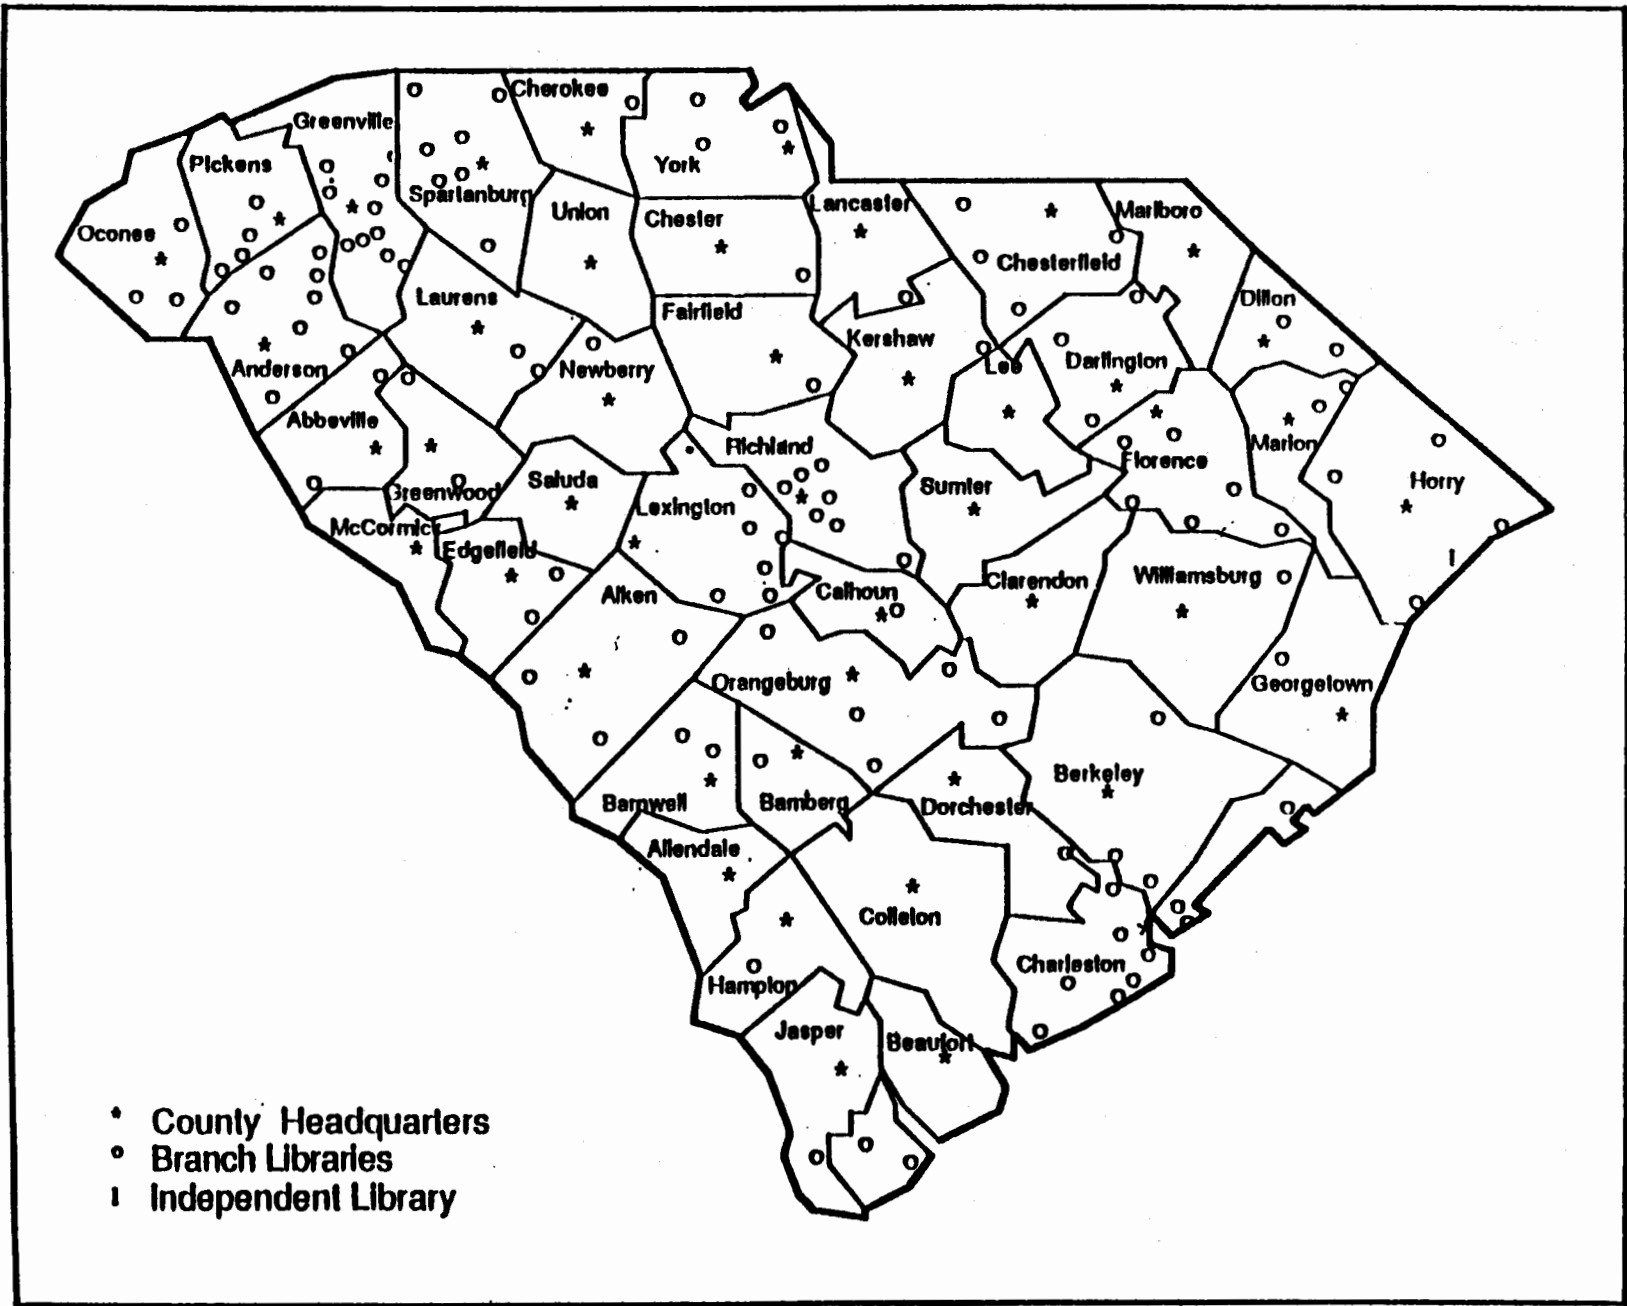 Cherokee
Greenville
Pickens
York
Spartanburg
Oconee
Union
Chester
Lancaster
Marlboro
Chesterfield
Laurens
Fairfield
Dillon
Kershaw
Anderson
Newberry
Lee
Darlington
Abbeville
Richland
Marion
Florence
Greenwood
Saluda
Lexington
Sumter
Horry
McCormick
Edgefield
I
Aiken
Calhoun
Clarendon
Williamsburg
Orangeburg
Georgetown
Barnwell
Bamberg
Dorchester
Berkeley
Allendale
Colleton
Charleston
Hampton
Jasper
Beaufort
* County Headquarters
o Branch Libraries
I Independent Library